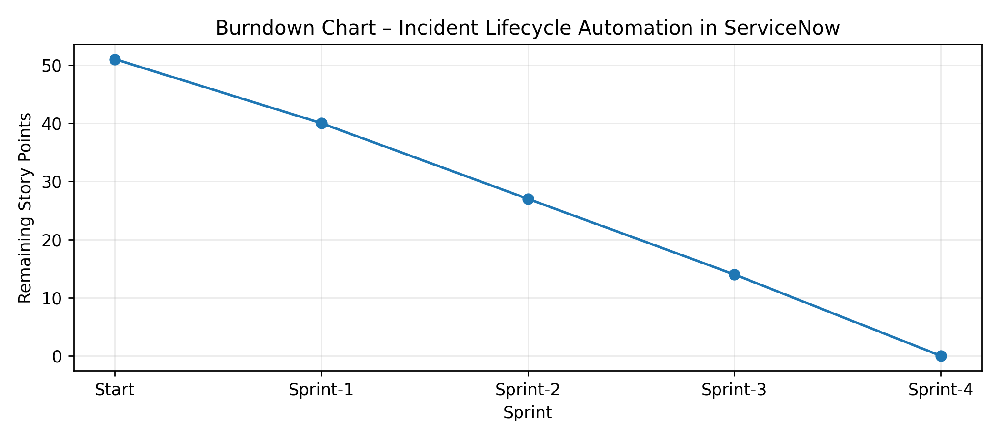 Burndown Chart – Incident Lifecycle Automation in ServiceNow
Remaining Story Points
50
40
30
20
10
0
Start Sprint-1 Sprint-2 Sprint-3 Sprint-4
Sprint